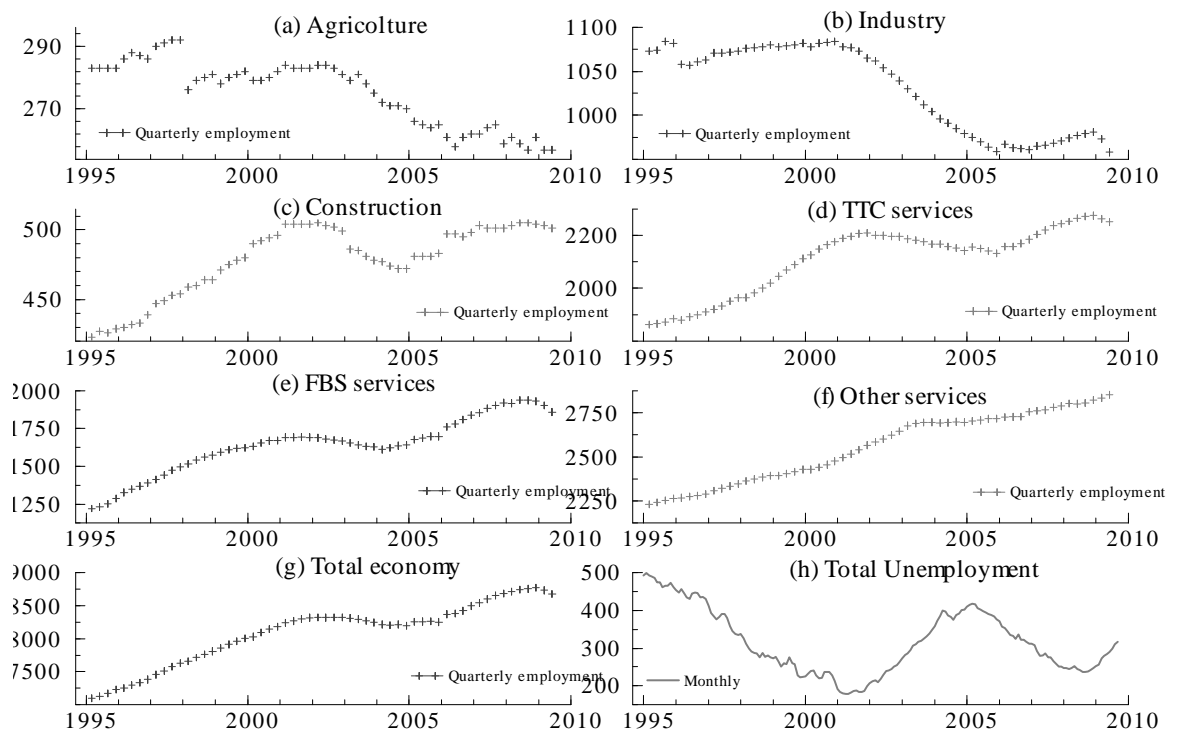 (a) Agricolture
290
270
Quarterly employment
1995 2000 2005 2010
(b) Industry
1100
1050
1000
Quarterly employment
1995 2000 2005 2010
(c) Construction
500
450
Quarterly employment
1995 2000 2005 2010
(d) TTC services
2200
2000
Quarterly employment
1995 2000 2005 2010
(e) FBS services
2000
1750
1500
1250
Quarterly employment
1995 2000 2005 2010
(f) Other services
2750
2500
2250
Quarterly employment
1995 2000 2005 2010
(g) Total economy
9000
8500
8000
7500
Quarterly employment
1995 2000 2005 2010
(h) Total Unemployment
500
400
300
200
Monthly
1995 2000 2005 2010